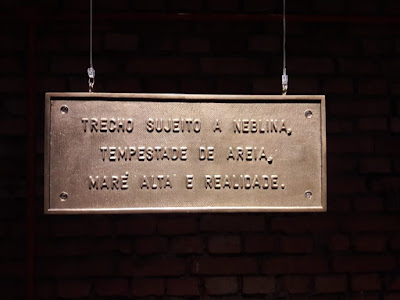 TRECHO SUJEITO A NEBLINA,
TEMPESTADE DE AREIA,
MARÉ ALTA E REALIDADE.